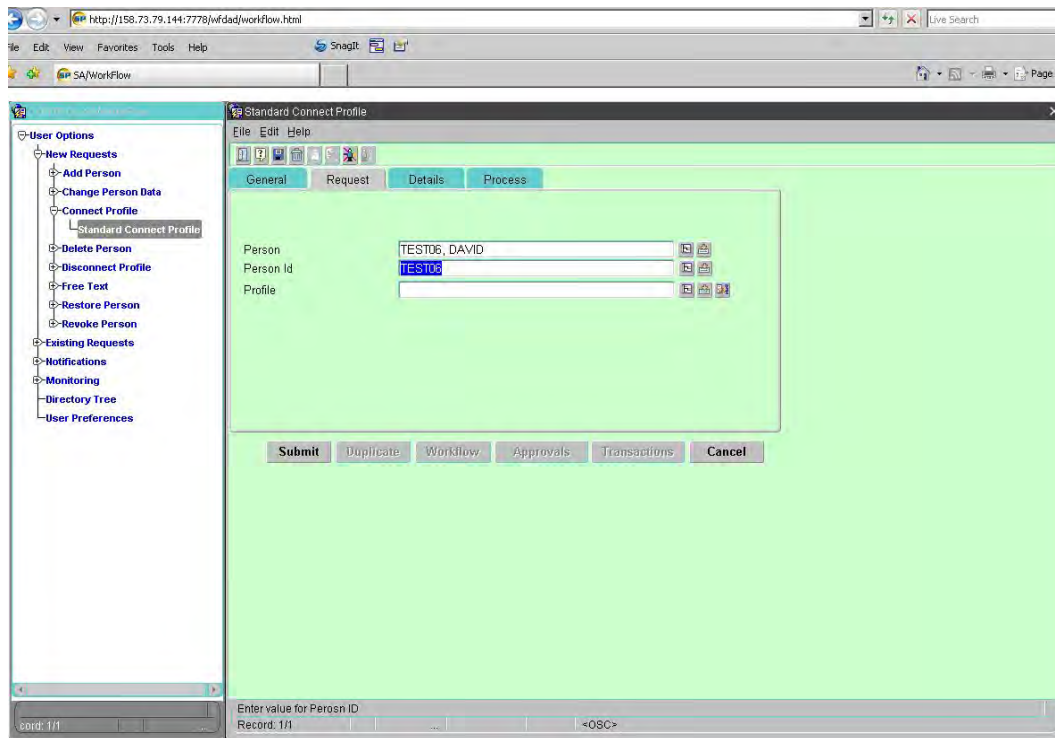 http://158.73.79.144:7778/wfdad/workflow.html
Live Search
File Edit View Favorites Tools Help
SnagIt
SA/WorkFlow
Page
Standard Connect Profile
File Edit Help
General Request Details Process
User Options
New Requests
Add Person
Change Person Data
Connect Profile
Standard Connect Profile
Delete Person
Disconnect Profile
Free Text
Restore Person
Revoke Person
Existing Requests
Notifications
Monitoring
Directory Tree
User Preferences
Person TEST06, DAVID
Person Id TEST06
Profile
Submit Duplicate Workflow Approvals Transactions Cancel
Enter value for Perosn ID
Record: 1/1 ... <OSC>
cord: 1/1